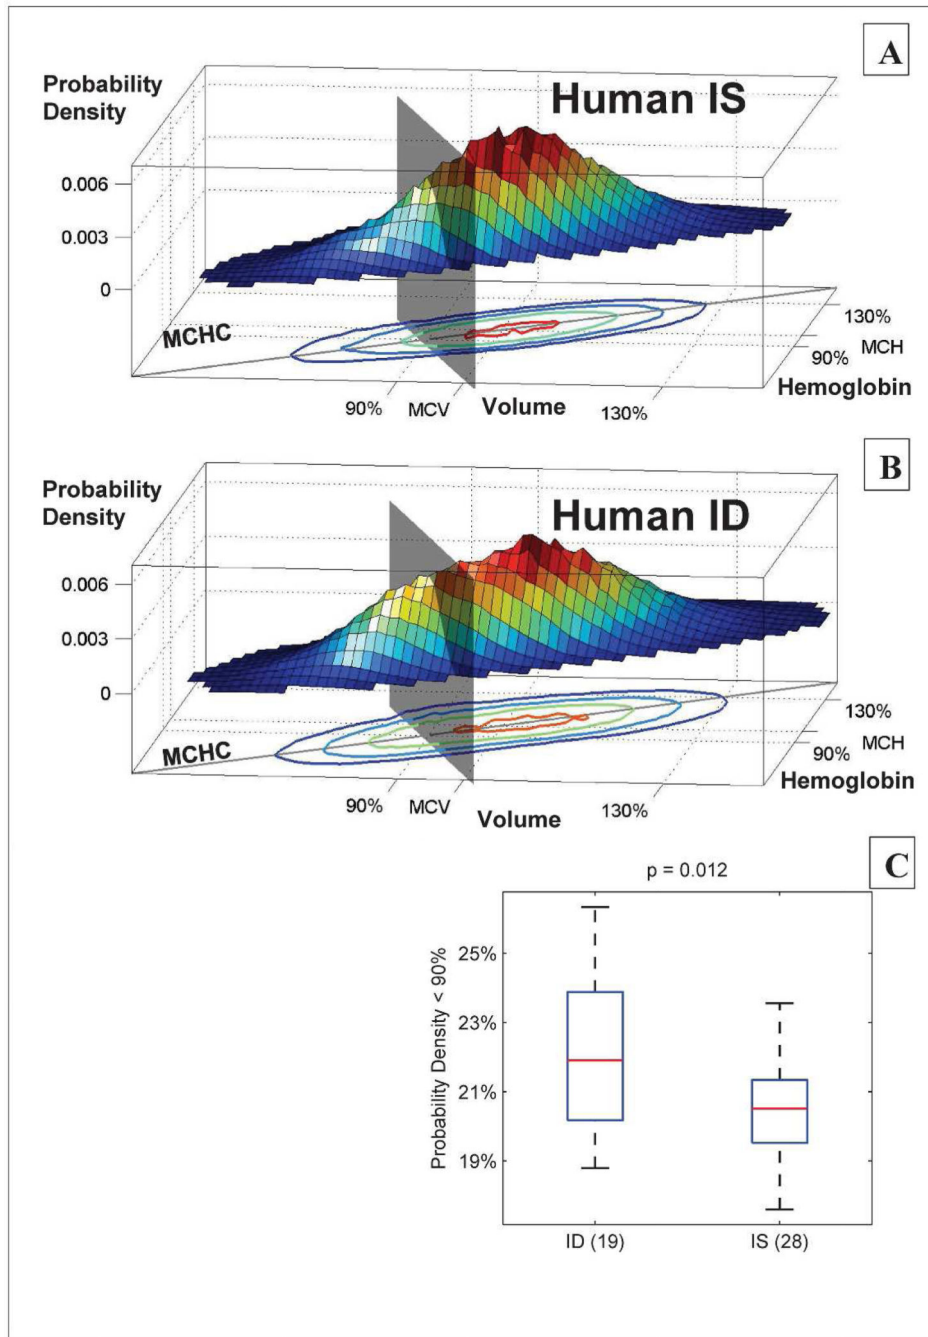 A
Probability
Density
Human IS
0.006
0.003
0
MCHC
130%
MCH
90%
Hemoglobin
90%
MCV
Volume
130%
B
Probability
Density
Human ID
0.006
0.003
0
MCHC
130%
MCH
90%
Hemoglobin
90%
MCV
Volume
130%
C
p = 0.012
Probability Density < 90%
25%
23%
21%
19%
ID (19)
IS (28)